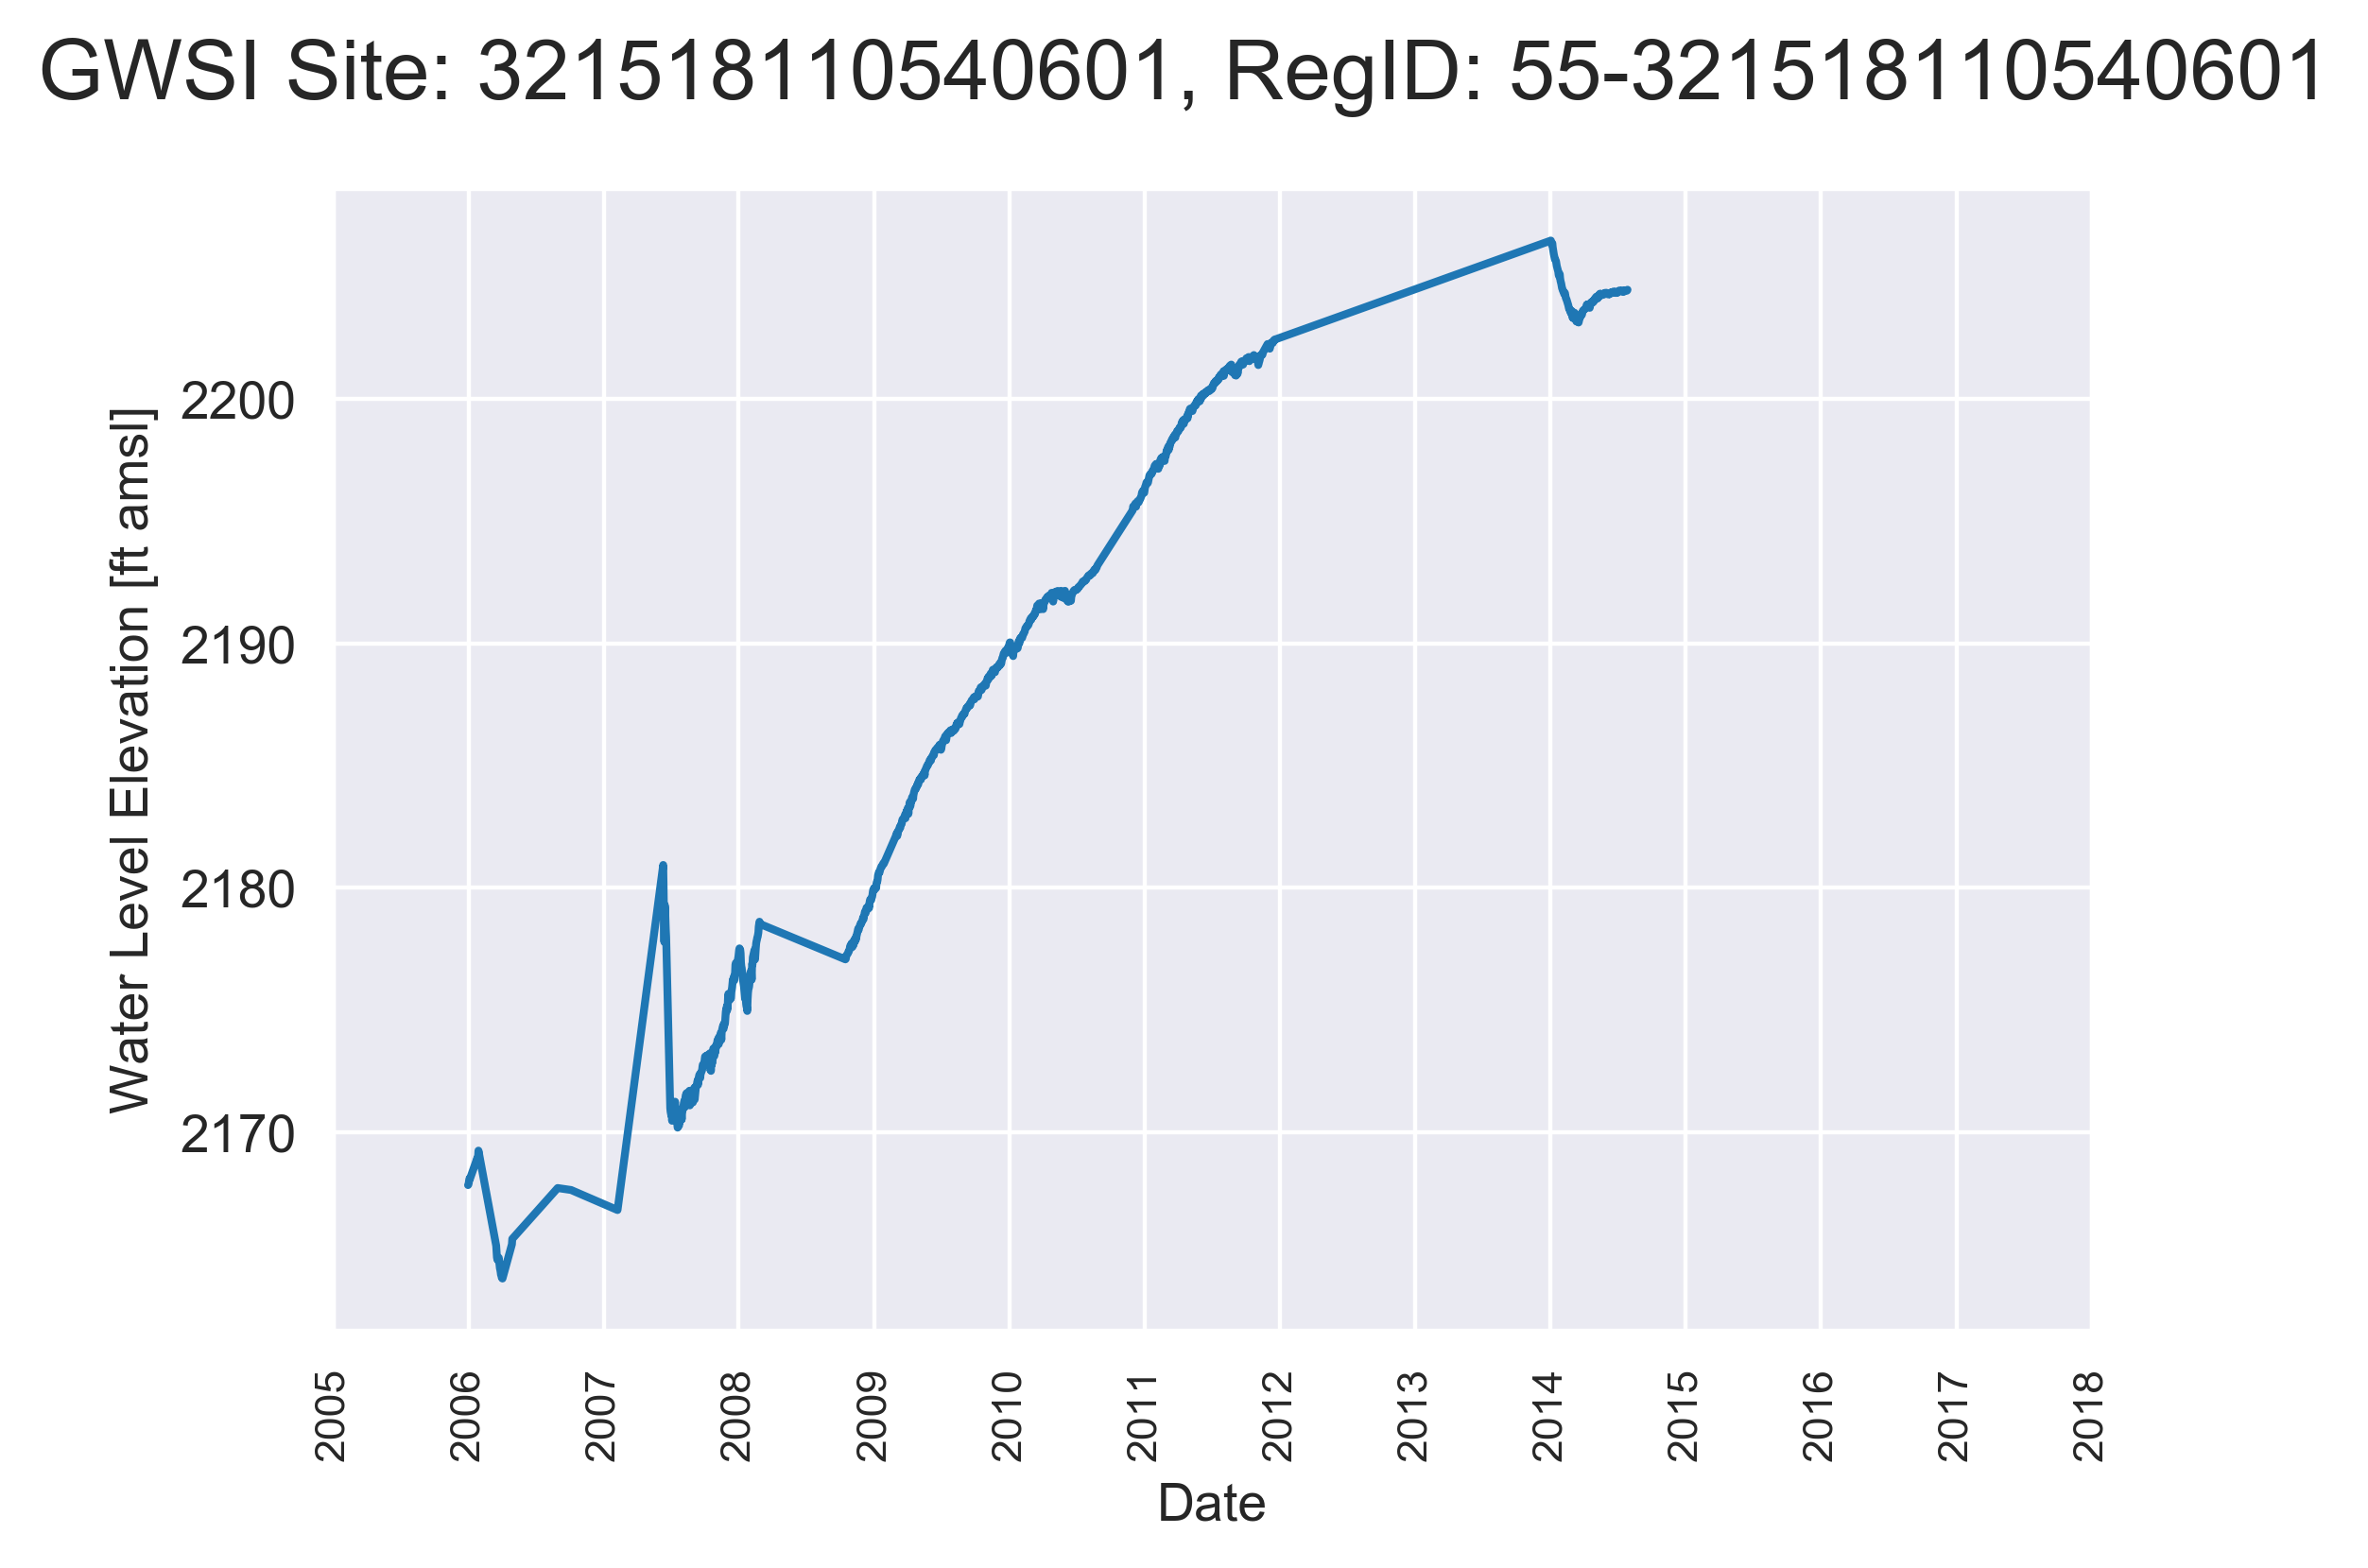 GWSI Site: 321518110540601, RegID: 55-321518110540601
Water Level Elevation [ft amsl]
2200
2190
2180
2170
2005 2006 2007 2008 2009 2010 2011 2012 2013 2014 2015 2016 2017 2018
Date